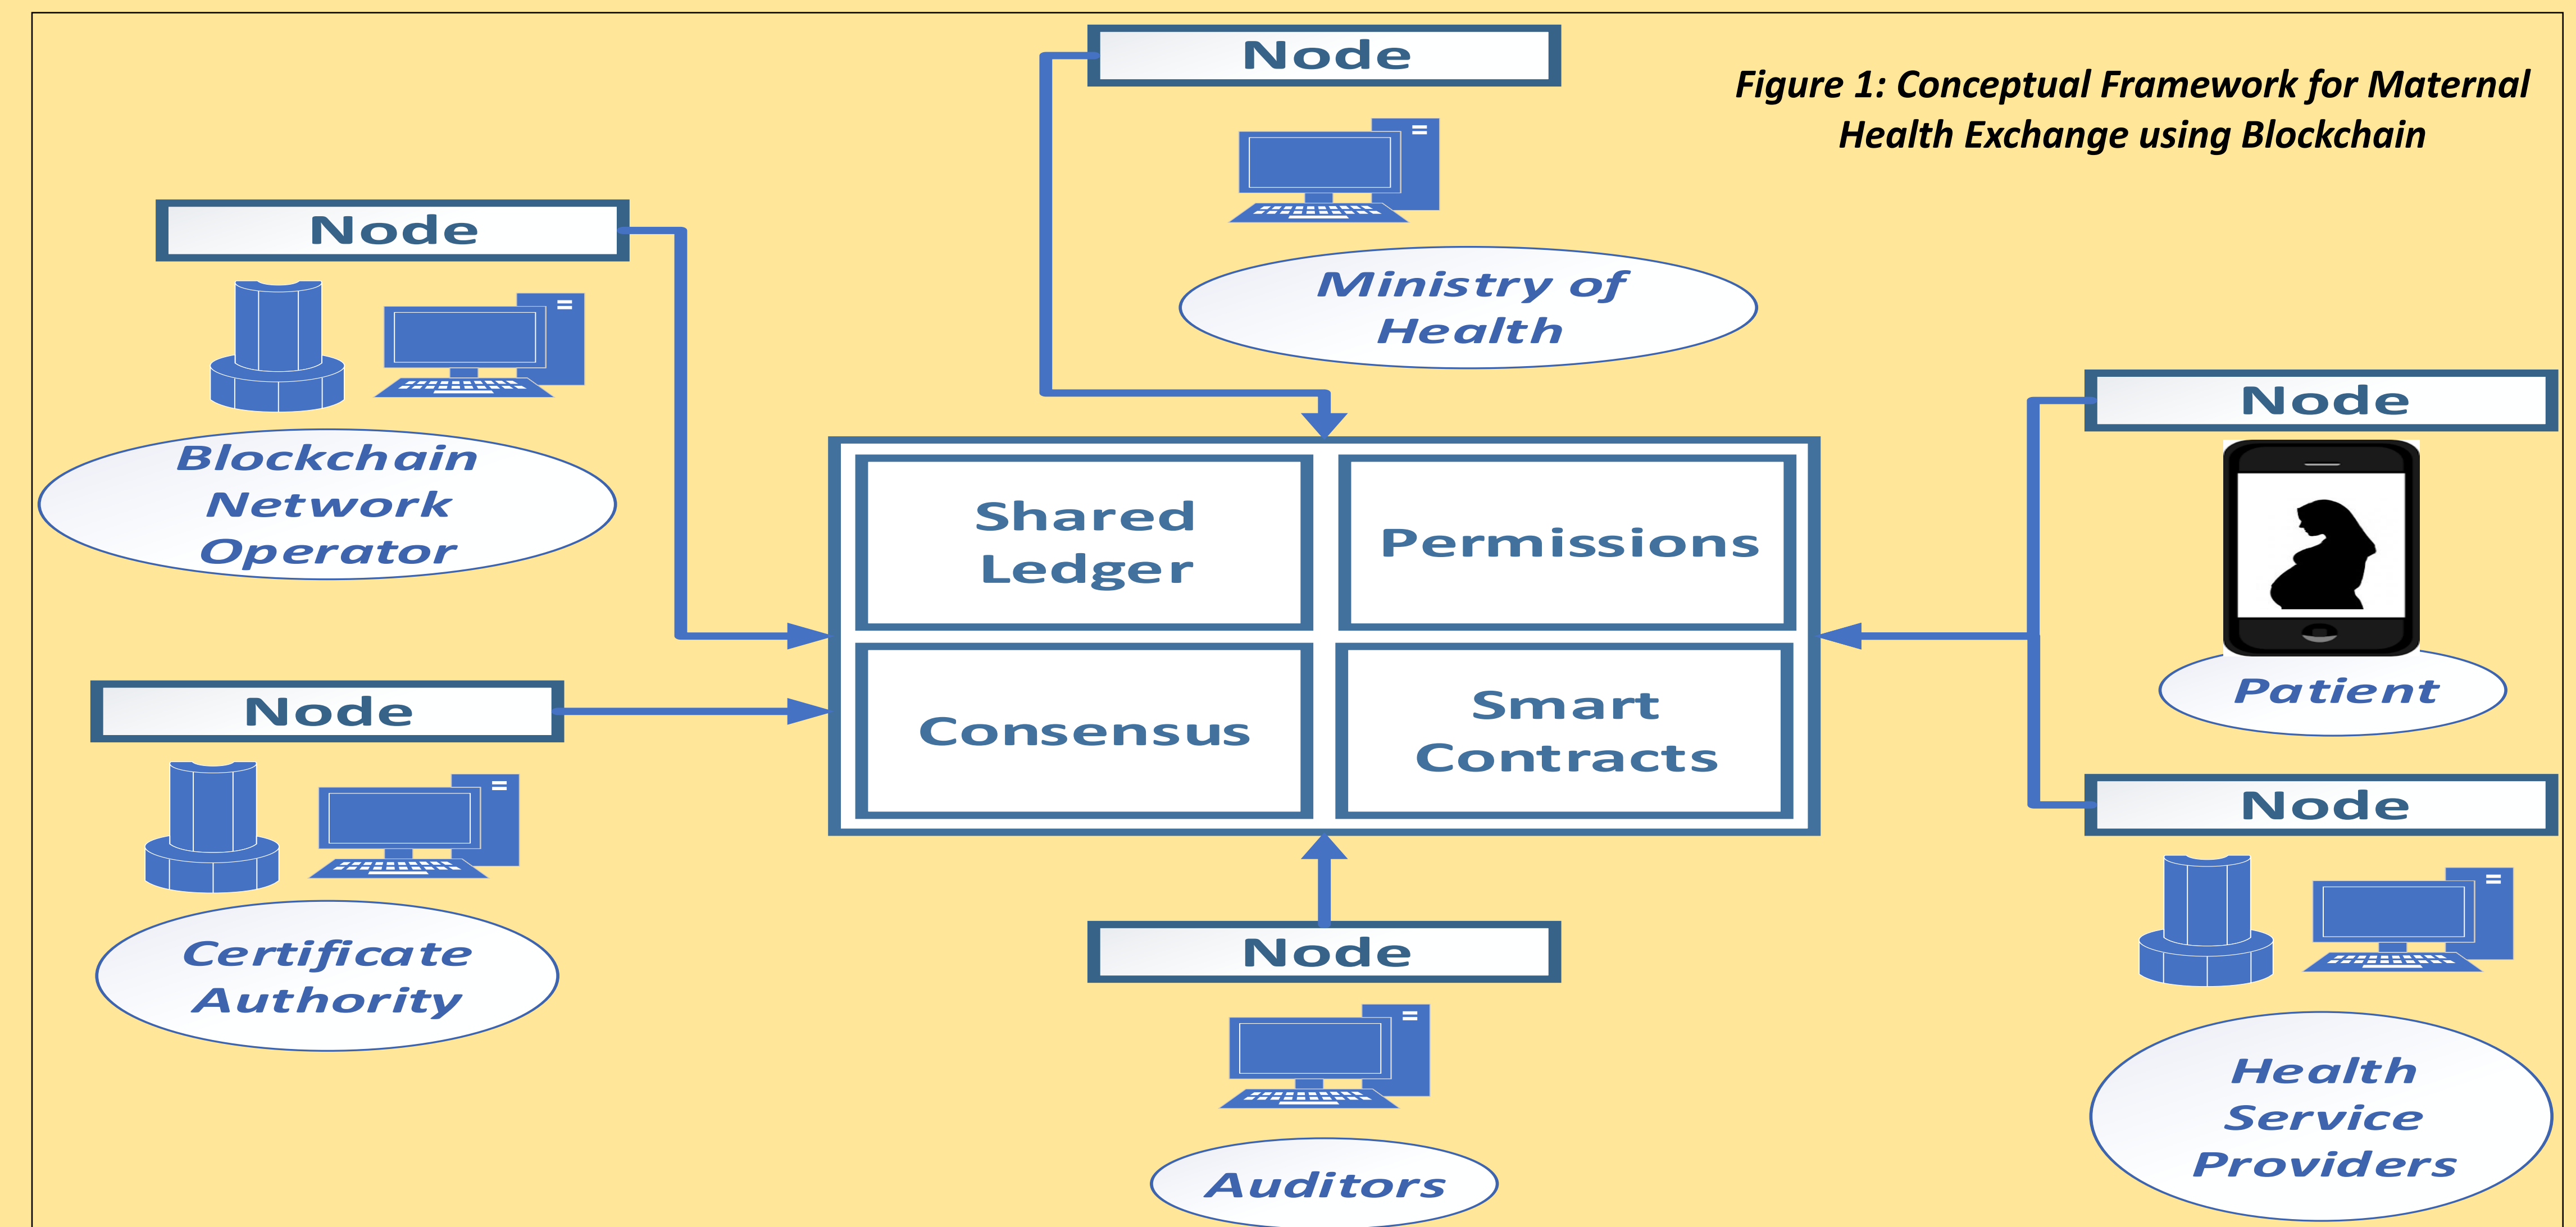 Node
Figure 1: Conceptual Framework for Maternal
Health Exchange using Blockchain
Node
Ministry of
Health
Node
Blockchain
Network
Operator
Shared
Ledger
Permissions
Patient
Node
Consensus
Smart
Contracts
Node
Certificate
Authority
Node
Health
Service
Providers
Auditors